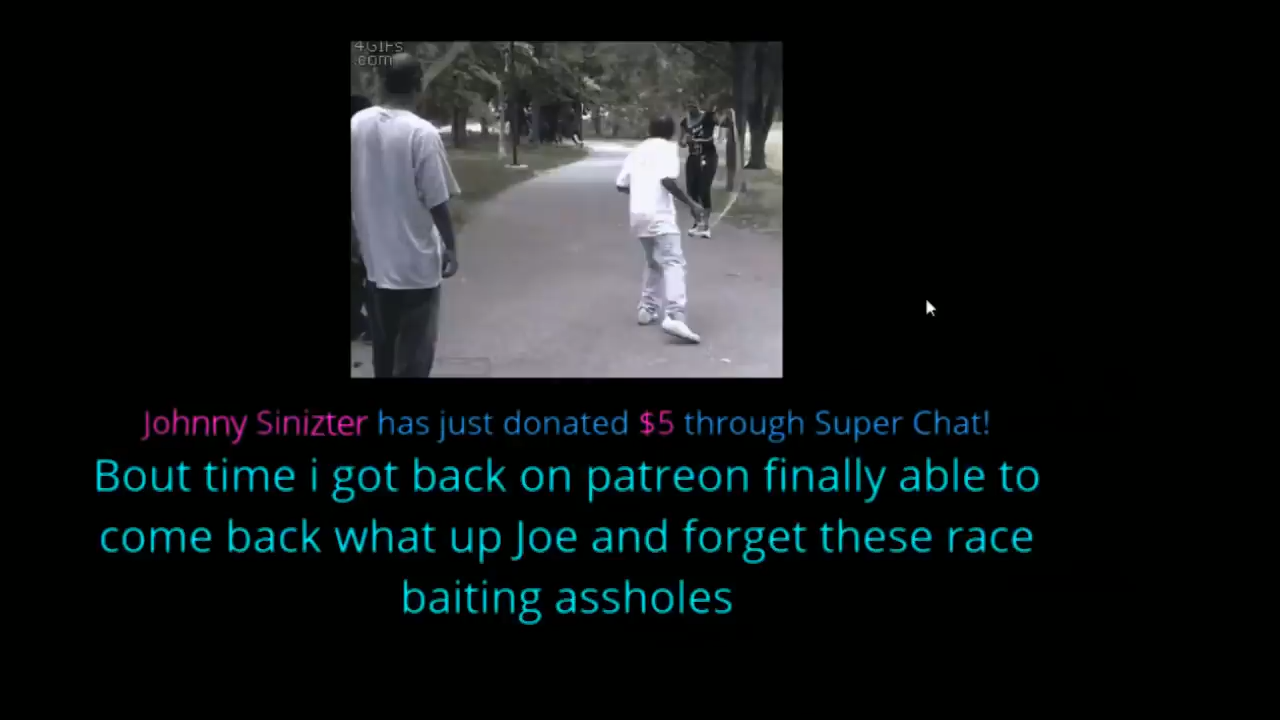 4GIFs
.com
Johnny Sinizter has just donated $5 through Super Chat!
Bout time i got back on patreon finally able to
come back what up Joe and forget these race
baiting assholes